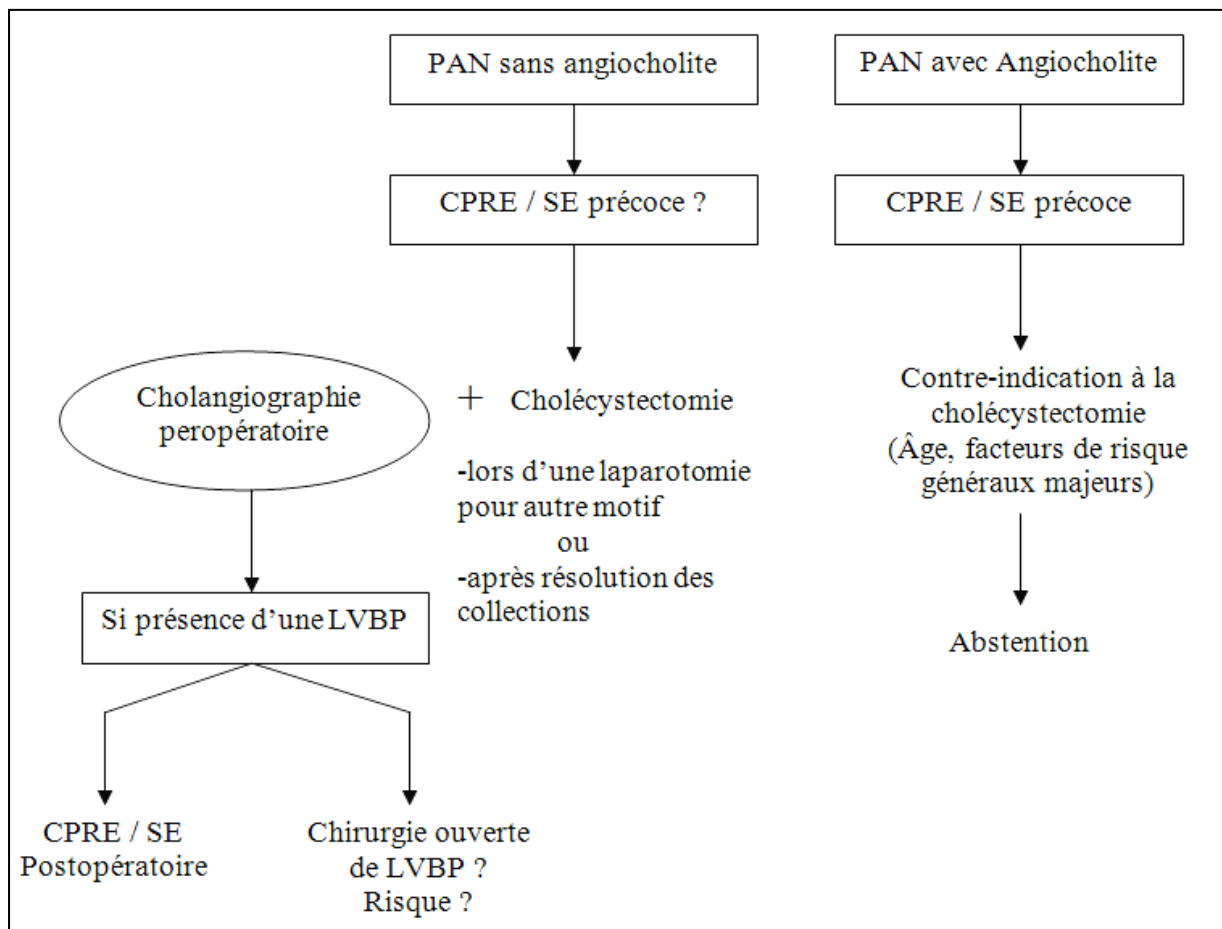 PAN sans angiocholite
PAN avec Angiocholite
CPRE / SE précoce ?
CPRE / SE précoce
Cholangiographie
peropératoire
+ Cholécystectomie
-lors d’une laparotomie
pour autre motif
ou
-après résolution des
collections
Contre-indication à la
cholécystectomie
(Âge, facteurs de risque
généraux majeurs)
Si présence d’une LVBP
Abstention
CPRE / SE
Postopératoire
Chirurgie ouverte
de LVBP ?
Risque ?